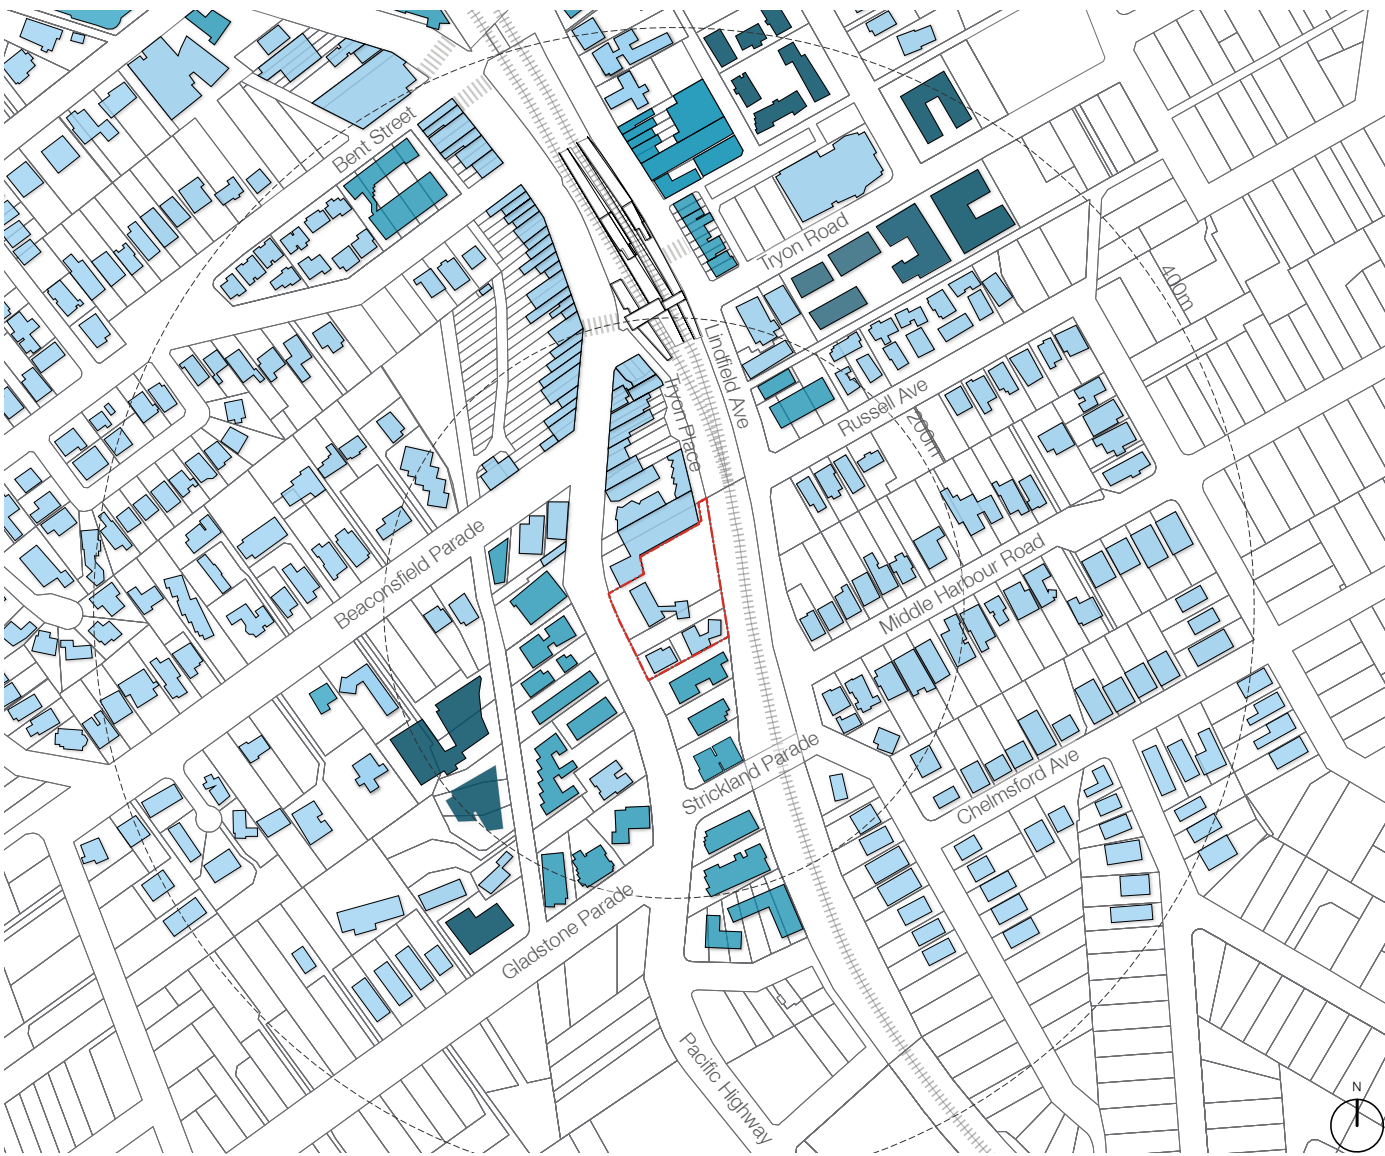 Bent Street
Tryon Road
400m
Lindfield Ave
Tryon Place
Russell Ave
200m
Beaconsfield Parade
Middle Harbour Road
Strickland Parade
Chelmsford Ave
Gladstone Parade
Pacific Highway
N